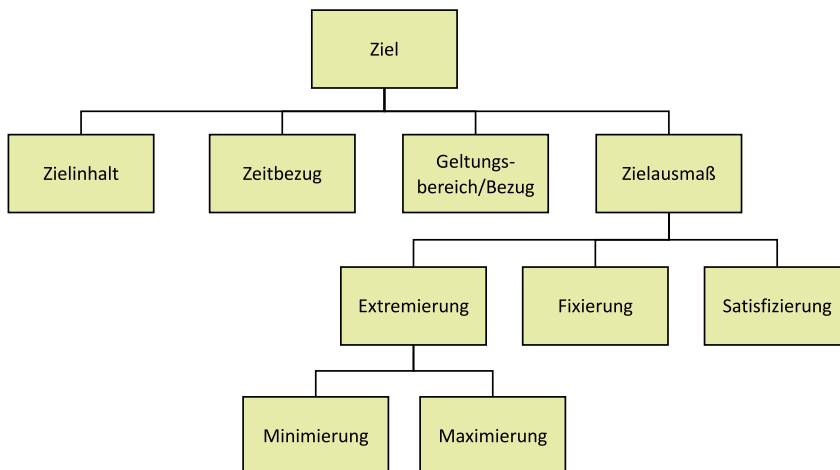 Ziel
Zielinhalt
Zeitbezug
Geltungs-
bereich/Bezug
Zielausmaß
Extremierung
Fixierung
Satisfizierung
Minimierung
Maximierung